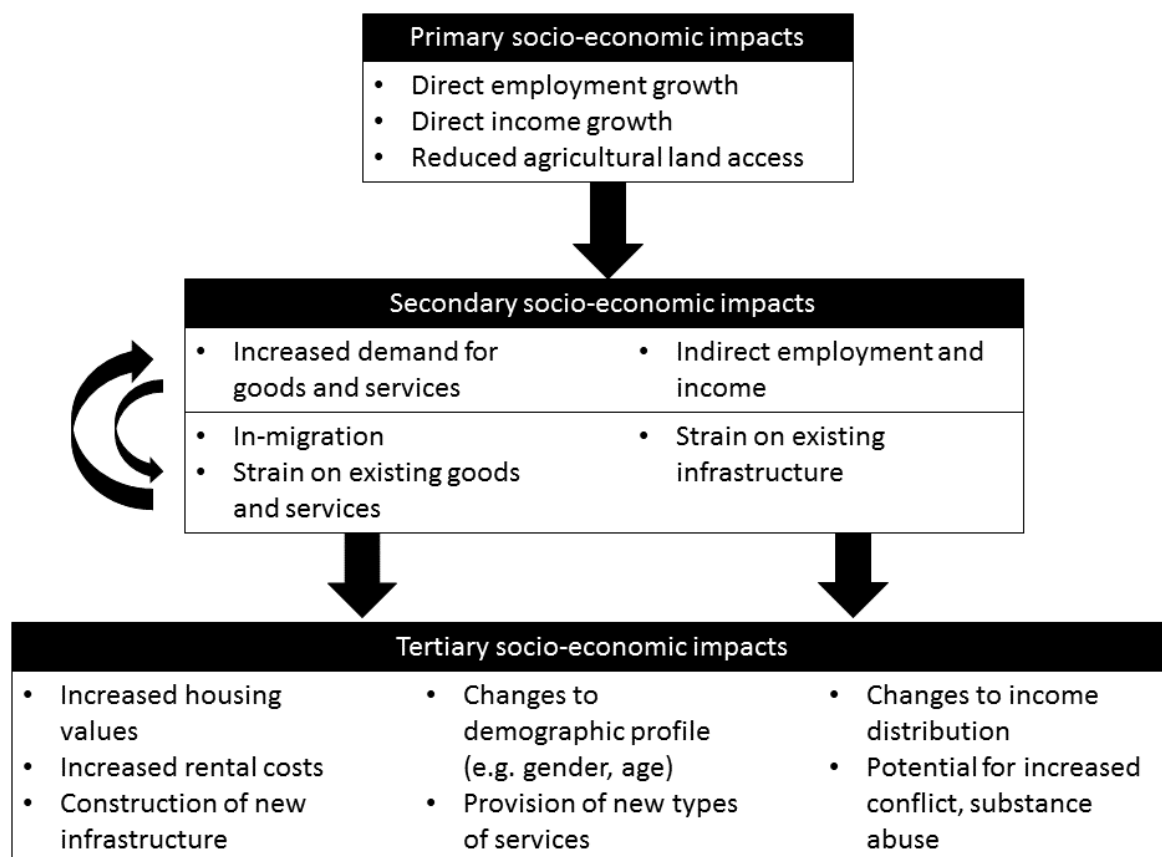 Primary socio-economic impacts
• Direct employment growth
• Direct income growth
• Reduced agricultural land access
Secondary socio-economic impacts
• Increased demand for
goods and services
• Indirect employment and
income
• In-migration
• Strain on existing goods
and services
• Strain on existing
infrastructure
Tertiary socio-economic impacts
• Increased housing
values
• Increased rental costs
• Construction of new
infrastructure
• Changes to
demographic profile
(e.g. gender, age)
• Provision of new types
of services
• Changes to income
distribution
• Potential for increased
conflict, substance
abuse